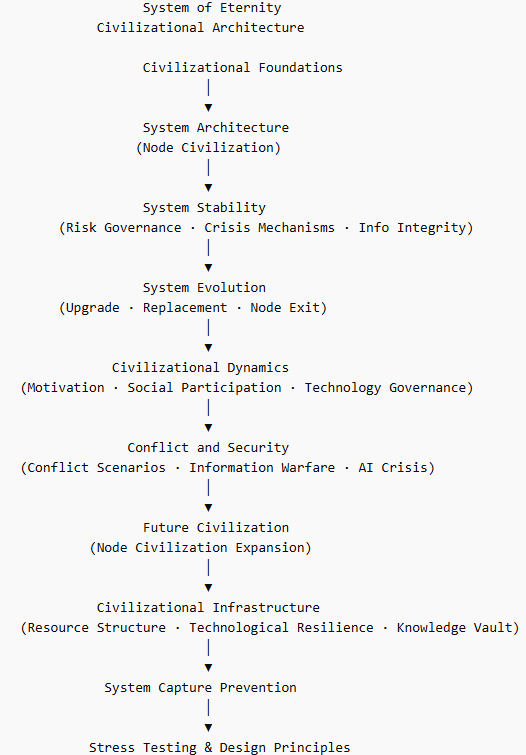 System of Eternity
Civilizational Architecture
Civilizational Foundations
System Architecture
(Node Civilization)
System Stability
(Risk Governance · Crisis Mechanisms · Info Integrity)
System Evolution
(Upgrade · Replacement · Node Exit)
Civilizational Dynamics
(Motivation · Social Participation · Technology Governance)
Conflict and Security
(Conflict Scenarios · Information Warfare · AI Crisis)
Future Civilization
(Node Civilization Expansion)
Civilizational Infrastructure
(Resource Structure · Technological Resilience · Knowledge Vault)
System Capture Prevention
Stress Testing & Design Principles